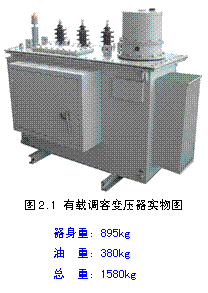 图2.1 有载调容变压器实物图
器身重: 895kg
油　重: 380kg
总　重: 1580kg